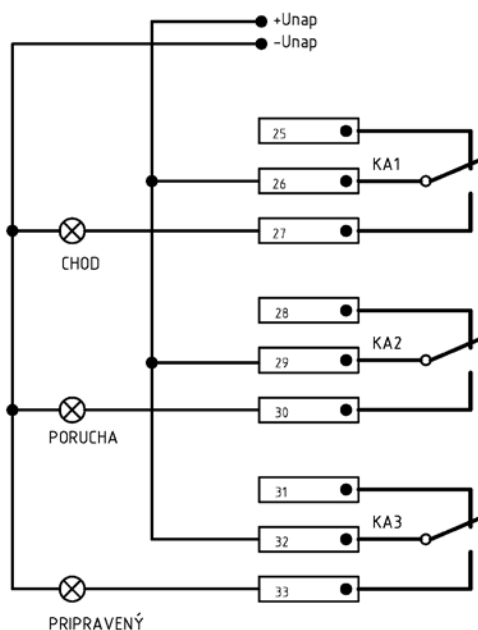 +Unap
-Unap
25
KA1
26
27
CHOD
28
KA2
29
30
PORUCHA
31
KA3
32
33
PRIPRAVENÝ